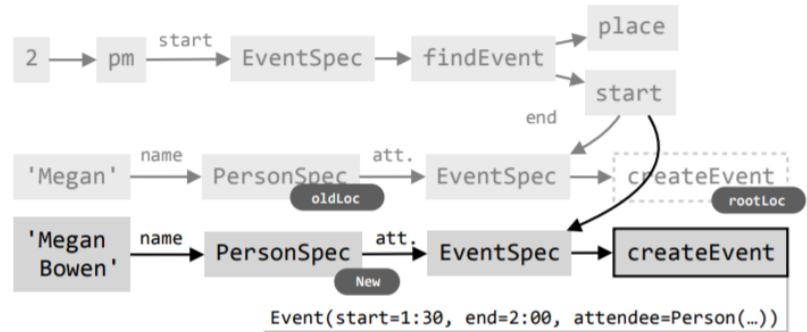 place
start
2
pm
EventSpec
findEvent
start
end
name
att.
'Megan'
PersonSpec
EventSpec
createEvent
oldLoc
rootLoc
'Megan
Bowen'
name
att.
PersonSpec
EventSpec
createEvent
New
Event(start=1:30, end=2:00, attendee=Person(…))